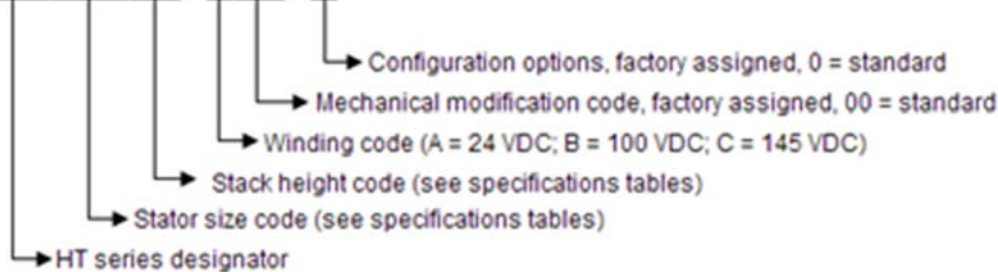 Configuration options, factory assigned, 0 = standard
Mechanical modification code, factory assigned, 00 = standard
Winding code (A = 24 VDC; B = 100 VDC; C = 145 VDC)
Stack height code (see specifications tables)
Stator size code (see specifications tables)
HT series designator